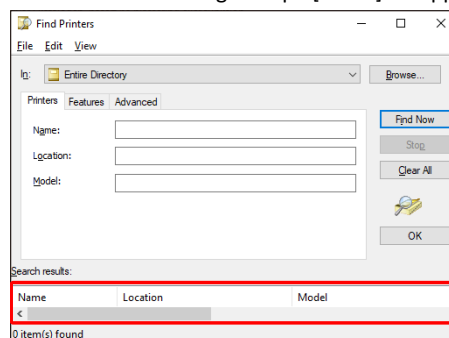 Find Printers
File Edit View
In: Entire Directory Browse...
Printers Features Advanced
Name:
Location:
Model:
Find Now
Stop
Clear All
OK
Search results:
Name Location Model
0 item(s) found